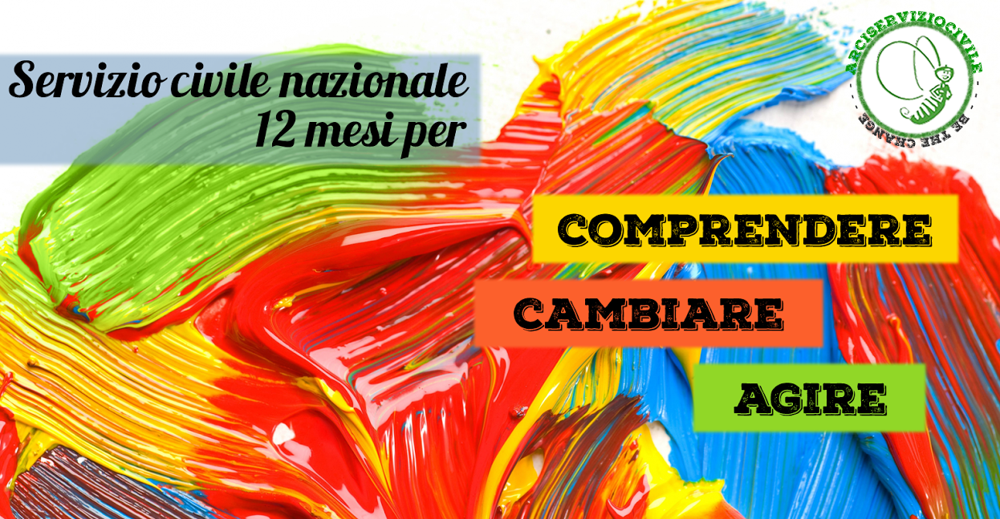 Servizio civile nazionale
12 mesi per
ARCISERVIZIOCIVILE
BE THE CHANGE
COMPRENDERE
CAMBIARE
AGIRE